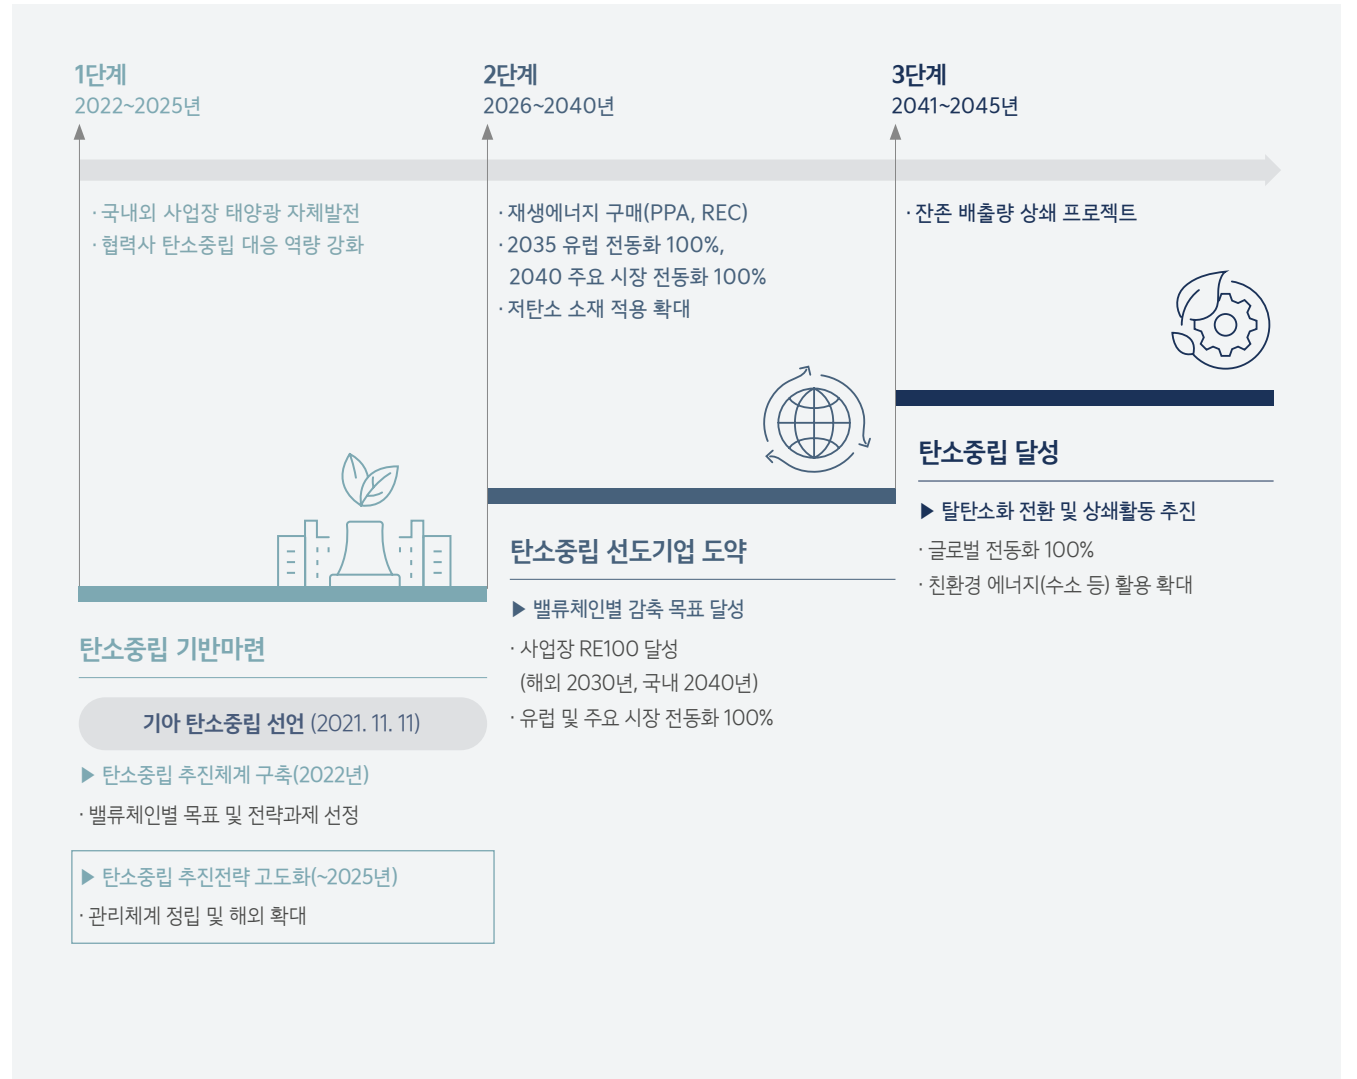 1단계
2022~2025년
· 국내외 사업장 태양광 자체발전
· 협력사 탄소중립 대응 역량 강화
탄소중립 기반마련
기아 탄소중립 선언 (2021. 11. 11)
▶ 탄소중립 추진체계 구축(2022년)
· 밸류체인별 목표 및 전략과제 선정
▶ 탄소중립 추진전략 고도화(~2025년)
· 관리체계 정립 및 해외 확대
2단계
2026~2040년
· 재생에너지 구매(PPA, REC)
· 2035 유럽 전동화 100%,
2040 주요 시장 전동화 100%
· 저탄소 소재 적용 확대
탄소중립 선도기업 도약
▶ 밸류체인별 감축 목표 달성
· 사업장 RE100 달성
(해외 2030년, 국내 2040년)
· 유럽 및 주요 시장 전동화 100%
3단계
2041~2045년
· 잔존 배출량 상쇄 프로젝트
탄소중립 달성
▶ 탈탄소화 전환 및 상쇄활동 추진
· 글로벌 전동화 100%
· 친환경 에너지(수소 등) 활용 확대